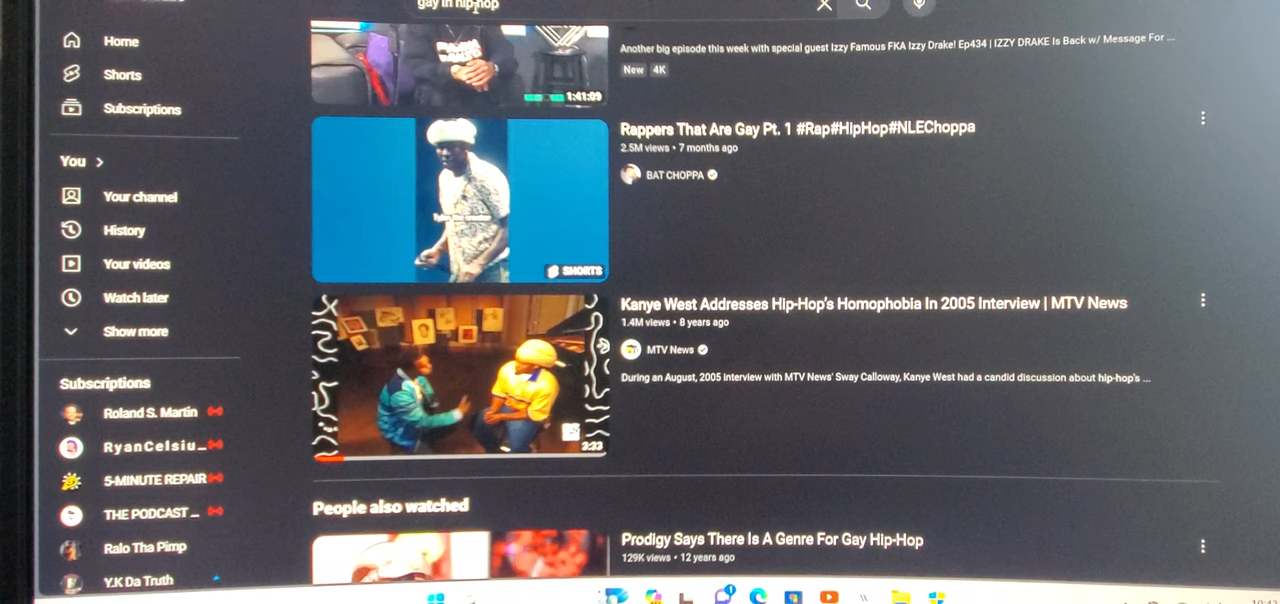 gay in hip-hop
Home
Shorts
Subscriptions
You >
Your channel
History
Your videos
Watch later
Show more
Subscriptions
Roland S. Martin
RyanCelsiu...
5-MINUTE REPAIR
THE PODCAST ...
Ralo Tha Pimp
Y.K Da Truth
1:41:09
Another big episode this week with special guest Izzy Famous FKA Izzy Drake! Ep434 | IZZY DRAKE Is Back w/ Message For ...
New 4K
SHORTS
Rappers That Are Gay Pt. 1 #Rap#HipHop#NLEChoppa
2.5M views • 7 months ago
BAT CHOPPA
3:33
Kanye West Addresses Hip-Hop's Homophobia In 2005 Interview | MTV News
1.4M views • 8 years ago
MTV News
During an August, 2005 interview with MTV News' Sway Calloway, Kanye West had a candid discussion about hip-hop's ...
People also watched
Prodigy Says There Is A Genre For Gay Hip-Hop
129K views • 12 years ago